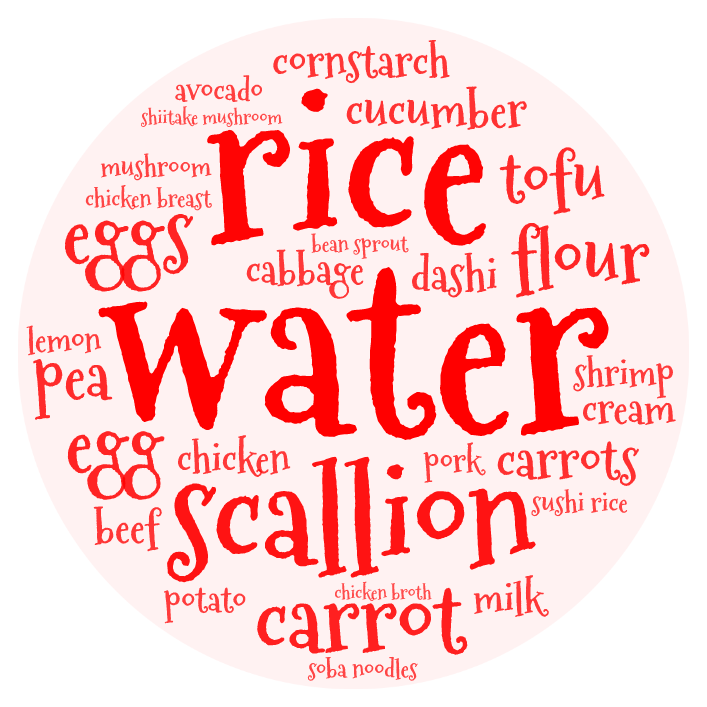 cornstarch
avocado
cucumber
shiitake mushroom
rice
mushroom
tofu
chicken breast
eggs
bean sprout
flour
cabbage
dashi
water
lemon
pea
shrimp
cream
egg
chicken
pork
carrots
scallion
sushi rice
beef
potato
chicken broth
milk
carrot
soba noodles